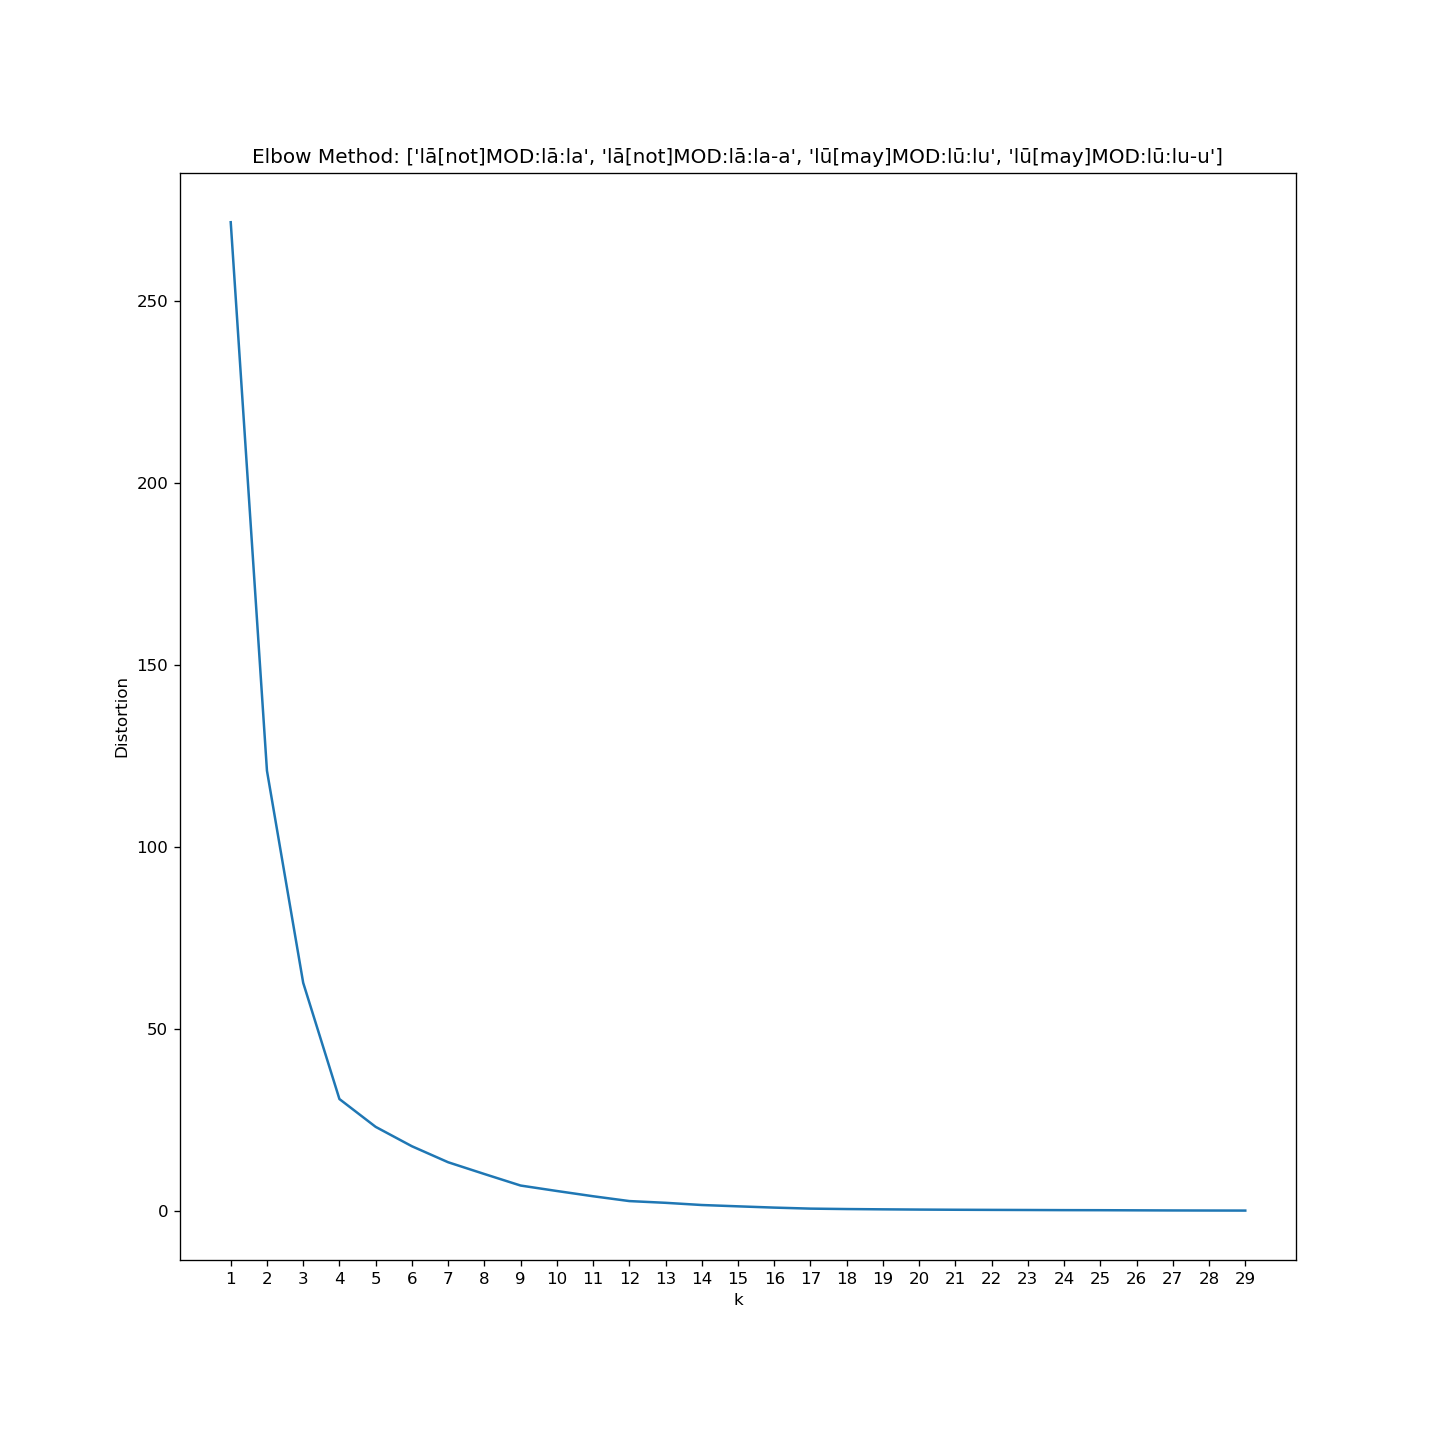 Elbow Method: ['lā[not]MOD:lā:la', 'lā[not]MOD:lā:la-a', 'lū[may]MOD:lū:lu', 'lū[may]MOD:lū:lu-u']
250
200
150
100
50
0
Distortion
1 2 3 4 5 6 7 8 9 10 11 12 13 14 15 16 17 18 19 20 21 22 23 24 25 26 27 28 29
k